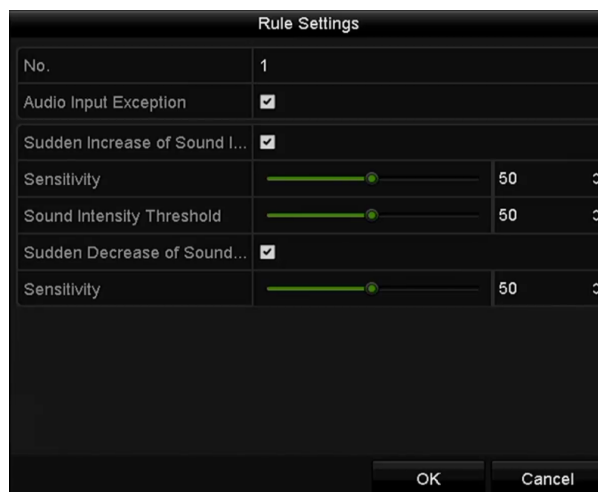 Rule Settings
No. 1
Audio Input Exception
Sudden Increase of Sound I...
Sensitivity 50
Sound Intensity Threshold 50
Sudden Decrease of Sound...
Sensitivity 50
OK Cancel